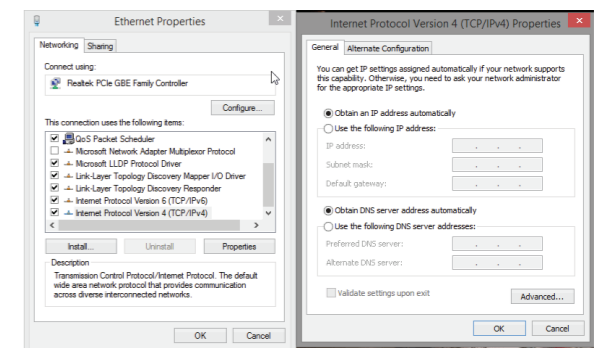 Ethernet Properties
Networking Sharing
Connect using:
Realtek PCIe GBE Family Controller
Configure...
This connection uses the following items:
QoS Packet Scheduler
Microsoft Network Adapter Multiplexor Protocol
Microsoft LLDP Protocol Driver
Link-Layer Topology Discovery Mapper I/O Driver
Link-Layer Topology Discovery Responder
Internet Protocol Version 6 (TCP/IPv6)
Internet Protocol Version 4 (TCP/IPv4)
Install... Uninstall Properties
Description
Transmission Control Protocol/Internet Protocol. The default
wide area network protocol that provides communication
across diverse interconnected networks.
OK Cancel
Internet Protocol Version 4 (TCP/IPv4) Properties
General Alternate Configuration
You can get IP settings assigned automatically if your network supports
this capability. Otherwise, you need to ask your network administrator
for the appropriate IP settings.
Obtain an IP address automatically
Use the following IP address:
IP address:
Subnet mask:
Default gateway:
Obtain DNS server address automatically
Use the following DNS server addresses:
Preferred DNS server:
Alternate DNS server:
Validate settings upon exit
Advanced...
OK Cancel